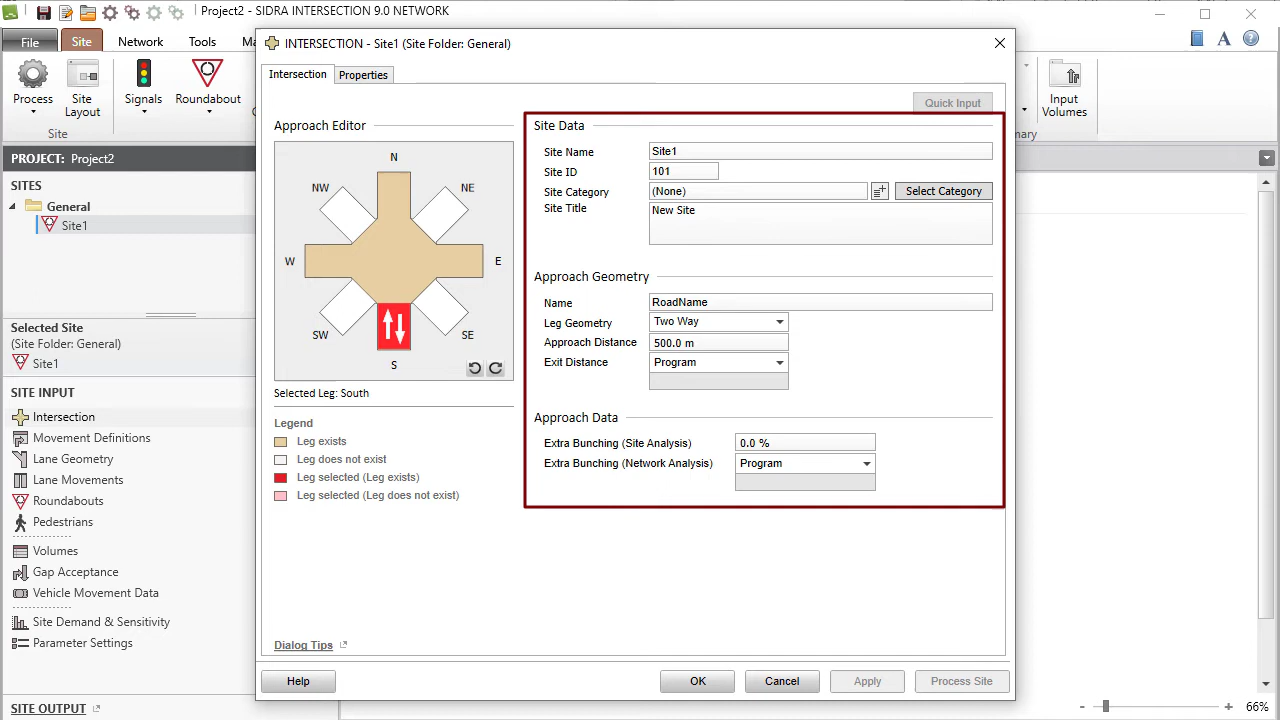 Project2 - SIDRA INTERSECTION 9.0 NETWORK
File Site Network Tools
Process
Site Layout
Signals
Roundabout
Site
Input Volumes
PROJECT: Project2
SITES
General
Site1
Selected Site
(Site Folder: General)
Site1
SITE INPUT
Intersection
Movement Definitions
Lane Geometry
Lane Movements
Roundabouts
Pedestrians
Volumes
Gap Acceptance
Vehicle Movement Data
Site Demand & Sensitivity
Parameter Settings
SITE OUTPUT
INTERSECTION - Site1 (Site Folder: General)
Intersection Properties
Quick Input
Approach Editor
N
NW NE
W E
SW SE
S
Selected Leg: South
Legend
Leg exists
Leg does not exist
Leg selected (Leg exists)
Leg selected (Leg does not exist)
Site Data
Site Name Site1
Site ID 101
Site Category (None) Select Category
Site Title New Site
Approach Geometry
Name RoadName
Leg Geometry Two Way
Approach Distance 500.0 m
Exit Distance Program
Approach Data
Extra Bunching (Site Analysis) 0.0 %
Extra Bunching (Network Analysis) Program
Dialog Tips
Help OK Cancel Apply Process Site
66%